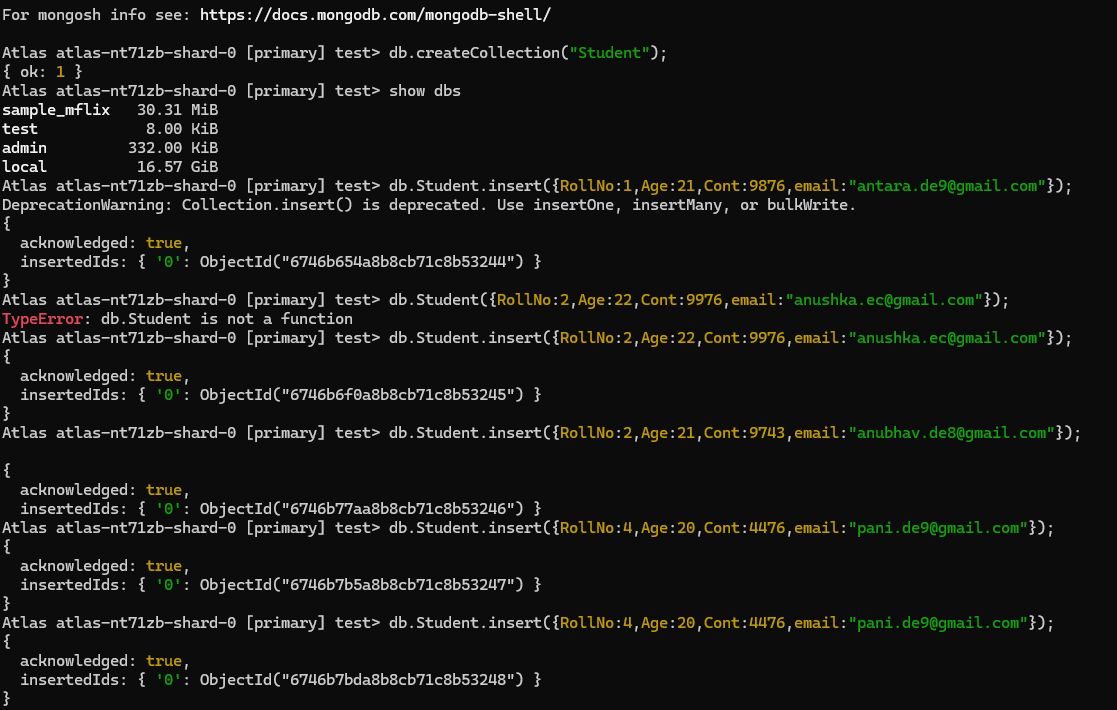 For mongosh info see: https://docs.mongodb.com/mongodb-shell/
Atlas atlas-nt71zb-shard-0 [primary] test> db.createCollection("Student");
{ ok: 1 }
Atlas atlas-nt71zb-shard-0 [primary] test> show dbs
sample_mflix   30.31 MiB
test            8.00 KiB
admin         332.00 KiB
local          16.57 GiB
Atlas atlas-nt71zb-shard-0 [primary] test> db.Student.insert({RollNo:1,Age:21,Cont:9876,email:"antara.de9@gmail.com"});
DeprecationWarning: Collection.insert() is deprecated. Use insertOne, insertMany, or bulkWrite.
{
  acknowledged: true,
  insertedIds: { '0': ObjectId("6746b654a8b8cb71c8b53244") }
}
Atlas atlas-nt71zb-shard-0 [primary] test> db.Student({RollNo:2,Age:22,Cont:9976,email:"anushka.ec@gmail.com"});
TypeError: db.Student is not a function
Atlas atlas-nt71zb-shard-0 [primary] test> db.Student.insert({RollNo:2,Age:22,Cont:9976,email:"anushka.ec@gmail.com"});
{
  acknowledged: true,
  insertedIds: { '0': ObjectId("6746b6f0a8b8cb71c8b53245") }
}
Atlas atlas-nt71zb-shard-0 [primary] test> db.Student.insert({RollNo:2,Age:21,Cont:9743,email:"anubhav.de8@gmail.com"});
{
  acknowledged: true,
  insertedIds: { '0': ObjectId("6746b77aa8b8cb71c8b53246") }
Atlas atlas-nt71zb-shard-0 [primary] test> db.Student.insert({RollNo:4,Age:20,Cont:4476,email:"pani.de9@gmail.com"});
{
  acknowledged: true,
  insertedIds: { '0': ObjectId("6746b7b5a8b8cb71c8b53247") }
}
Atlas atlas-nt71zb-shard-0 [primary] test> db.Student.insert({RollNo:4,Age:20,Cont:4476,email:"pani.de9@gmail.com"});
{
  acknowledged: true,
  insertedIds: { '0': ObjectId("6746b7bda8b8cb71c8b53248") }
}